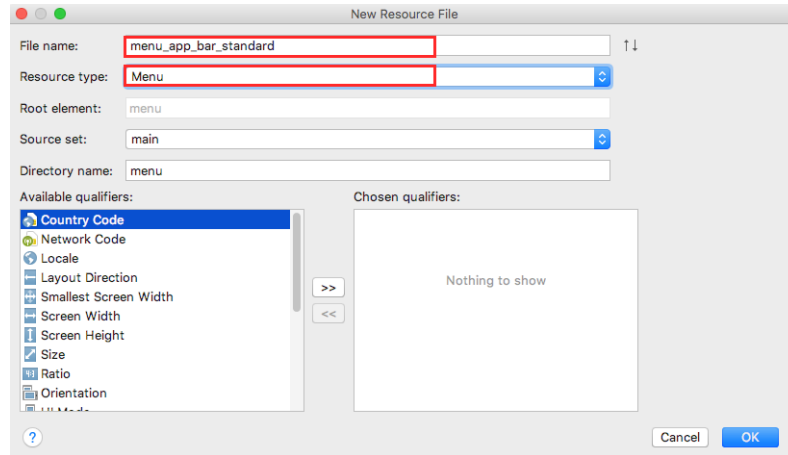 New Resource File
File name: menu_app_bar_standard
Resource type: Menu
Root element: menu
Source set: main
Directory name: menu
Available qualifiers:
Country Code
Network Code
Locale
Layout Direction
Smallest Screen Width
Screen Width
Screen Height
Size
Ratio
Orientation
>>
<<
Chosen qualifiers:
Nothing to show
?
Cancel
OK